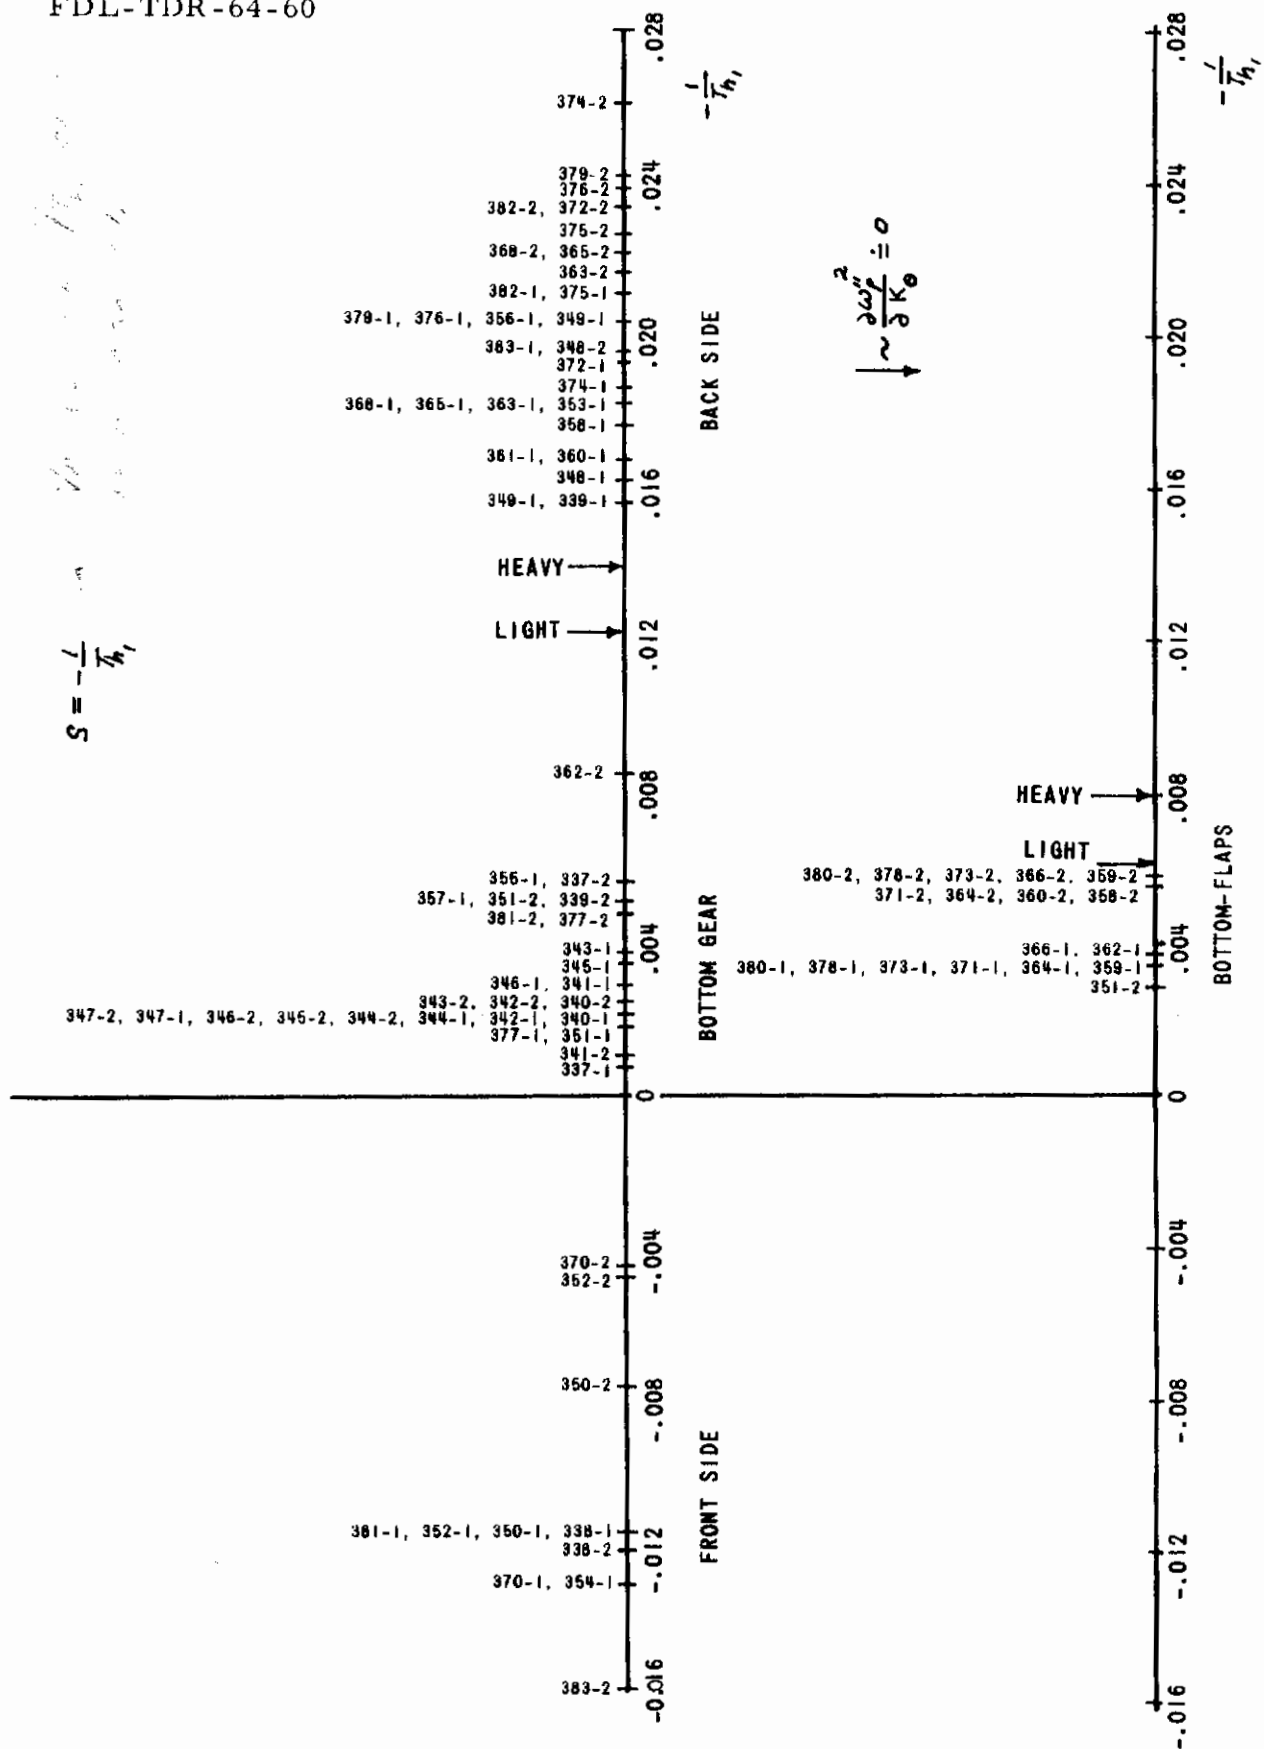 FDL-TDR-64-60
S = -1/T_h1
.028
374-2
-1/T_h1
379-2
376-2
.024
382-2, 372-2
375-2
368-2, 365-2
363-2
382-1, 375-1
379-1, 376-1, 356-1, 349-1
.020
383-1, 348-2
372-1
374-1
368-1, 365-1, 363-1, 353-1
358-1
BACK SIDE
361-1, 360-1
348-1
.016
349-1, 339-1
HEAVY
LIGHT
.012
362-2
.008
355-1, 337-2
357-1, 351-2, 339-2
381-2, 377-2
343-1
.004
345-1
346-1, 341-1
343-2, 342-2, 340-2
347-2, 347-1, 346-2, 345-2, 344-2, 344-1, 342-1, 340-1
377-1, 351-1
341-2
337-1
BOTTOM GEAR
0
370-2
-.004
352-2
350-2
-.008
FRONT SIDE
381-1, 352-1, 350-1, 338-1
-.012
338-2
370-1, 354-1
383-2
-0.016
.028
-1/T_h1
.024
~ ∂ω″p²/∂K_θ ≐ 0
.020
.016
.012
HEAVY
.008
LIGHT
380-2, 378-2, 373-2, 366-2, 359-2
371-2, 364-2, 360-2, 358-2
366-1, 362-1
.004
380-1, 378-1, 373-1, 371-1, 364-1, 359-1
351-2
BOTTOM-FLAPS
0
-.004
-.008
-.012
-.016